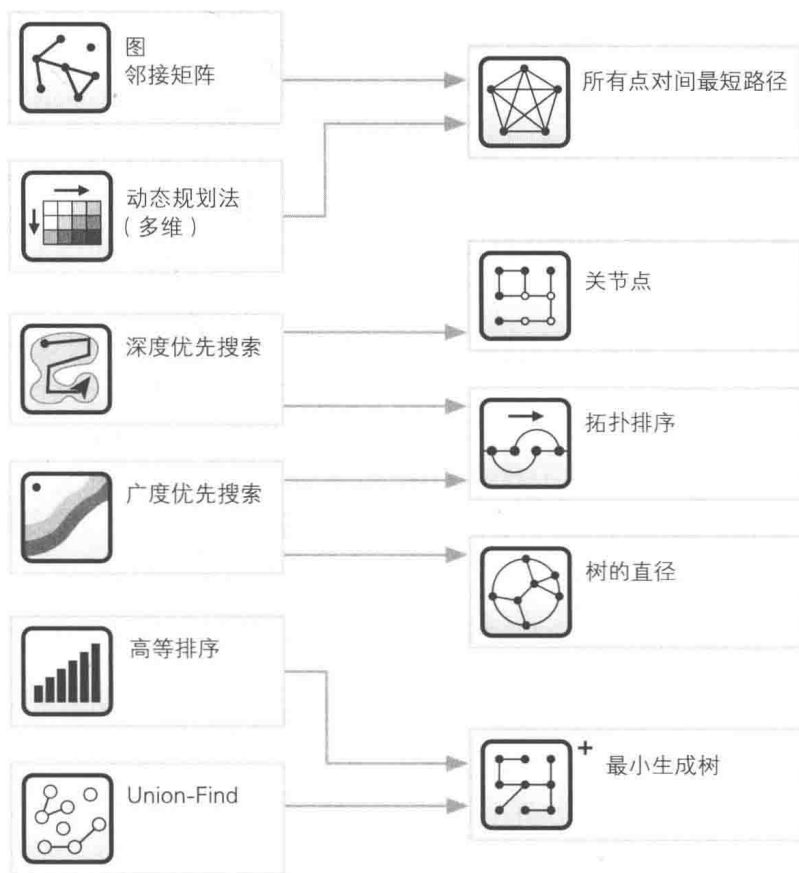 图
邻接矩阵
所有点对间最短路径
动态规划法
（多维）
关节点
深度优先搜索
拓扑排序
广度优先搜索
树的直径
高等排序
+
最小生成树
Union-Find